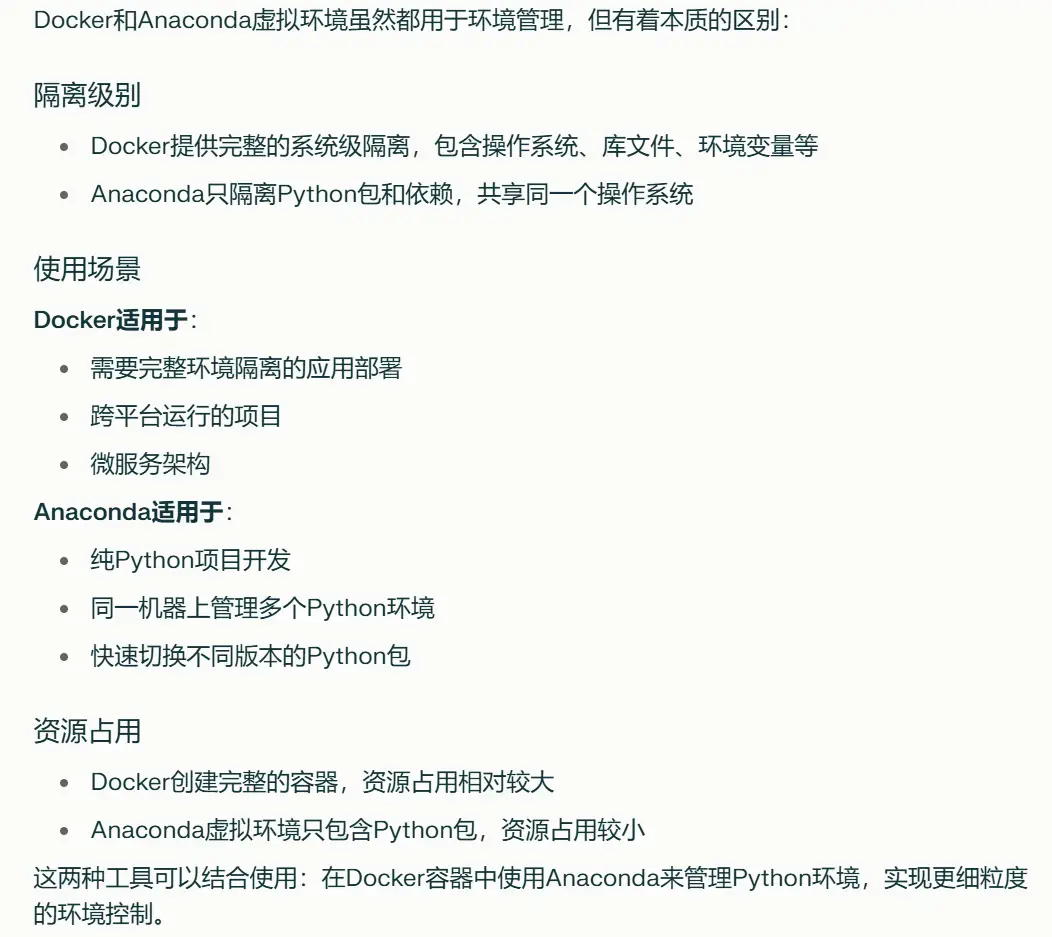 Docker和Anaconda虚拟环境虽然都用于环境管理，但有着本质的区别：
隔离级别
• Docker提供完整的系统级隔离，包含操作系统、库文件、环境变量等
• Anaconda只隔离Python包和依赖，共享同一个操作系统
使用场景
Docker适用于：
• 需要完整环境隔离的应用部署
• 跨平台运行的项目
• 微服务架构
Anaconda适用于：
• 纯Python项目开发
• 同一机器上管理多个Python环境
• 快速切换不同版本的Python包
资源占用
• Docker创建完整的容器，资源占用相对较大
• Anaconda虚拟环境只包含Python包，资源占用较小
这两种工具可以结合使用：在Docker容器中使用Anaconda来管理Python环境，实现更细粒度
的环境控制。